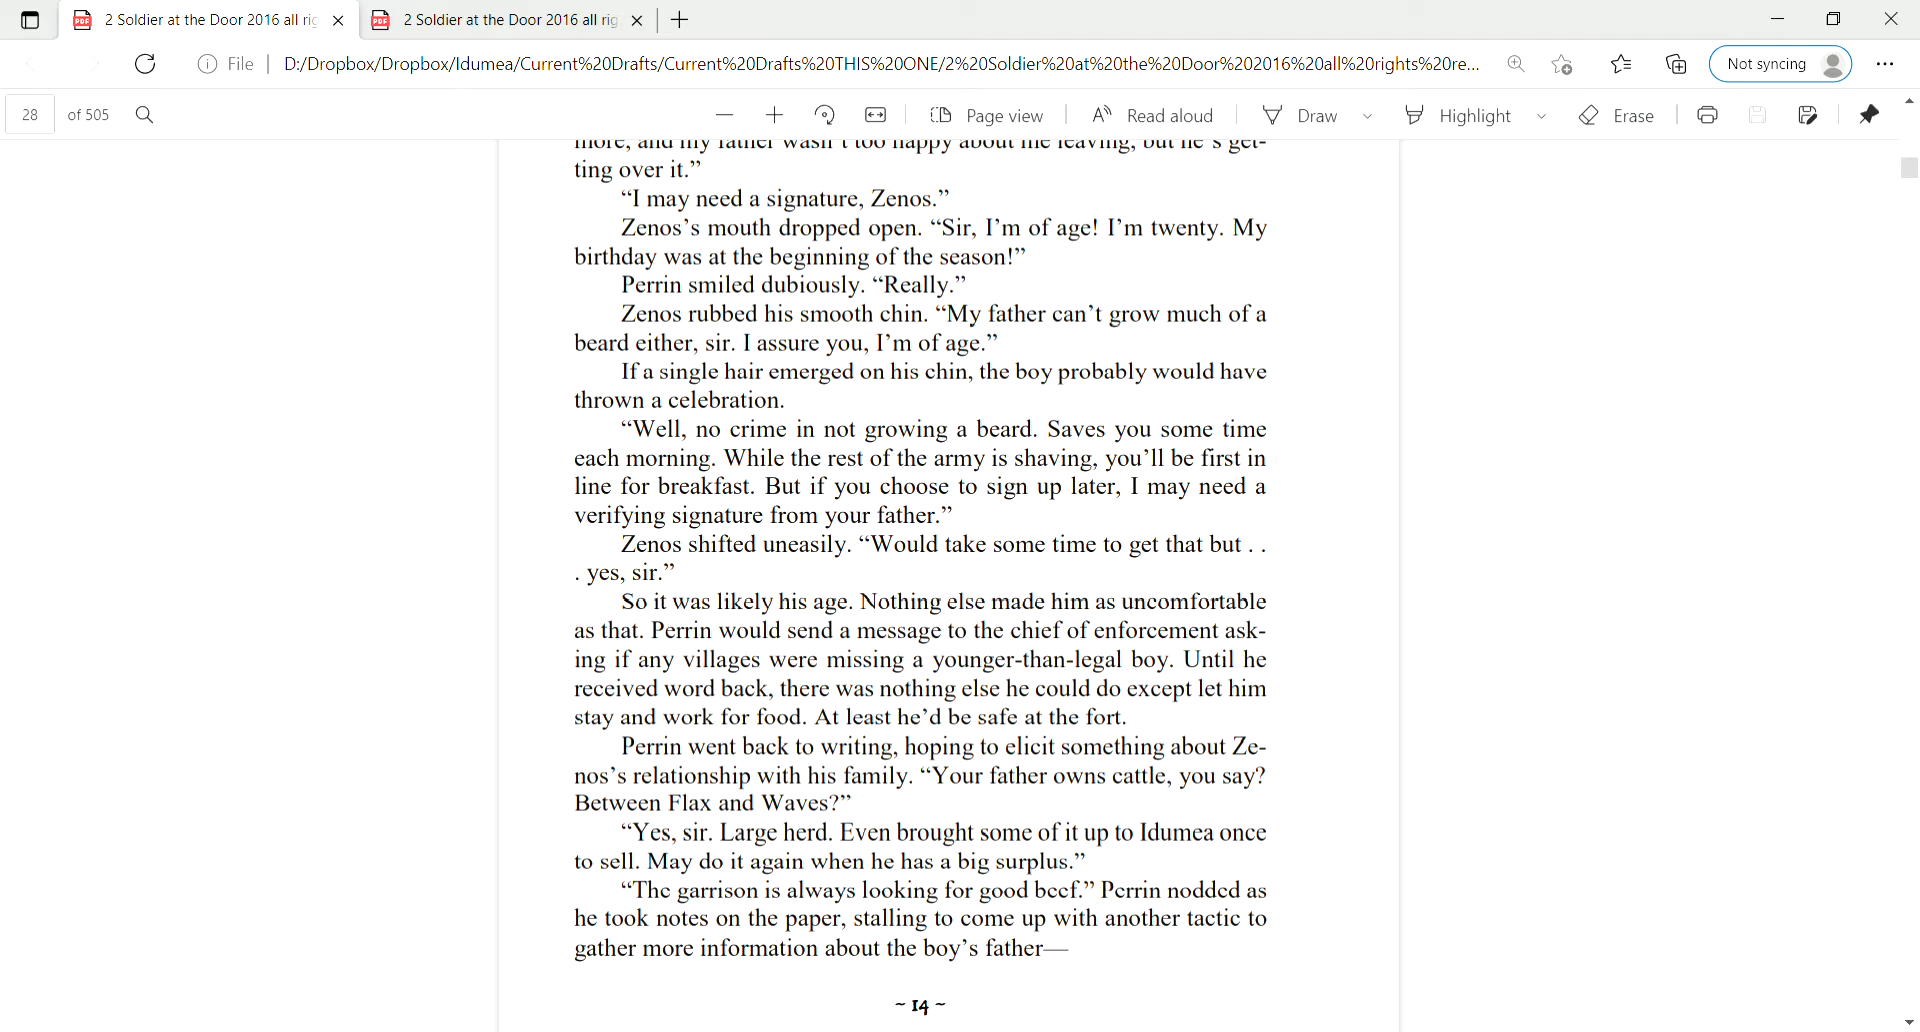 2 Soldier at the Door 2016 all rig
2 Soldier at the Door 2016 all rig
File
D:/Dropbox/Dropbox/Idumea/Current%20Drafts/Current%20Drafts%20THIS%20ONE/2%20Soldier%20at%20the%20Door%202016%20all%20rights%20re...
Not syncing
28 of 505
Page view
Read aloud
Draw
Highlight
Erase
more, and my father wasn't too happy about me leaving, but he's get-
ting over it.”
“I may need a signature, Zenos.”
Zenos’s mouth dropped open. “Sir, I’m of age! I’m twenty. My
birthday was at the beginning of the season!”
Perrin smiled dubiously. “Really.”
Zenos rubbed his smooth chin. “My father can’t grow much of a
beard either, sir. I assure you, I’m of age.”
If a single hair emerged on his chin, the boy probably would have
thrown a celebration.
“Well, no crime in not growing a beard. Saves you some time
each morning. While the rest of the army is shaving, you’ll be first in
line for breakfast. But if you choose to sign up later, I may need a
verifying signature from your father.”
Zenos shifted uneasily. “Would take some time to get that but . .
. yes, sir.”
So it was likely his age. Nothing else made him as uncomfortable
as that. Perrin would send a message to the chief of enforcement ask-
ing if any villages were missing a younger-than-legal boy. Until he
received word back, there was nothing else he could do except let him
stay and work for food. At least he’d be safe at the fort.
Perrin went back to writing, hoping to elicit something about Ze-
nos’s relationship with his family. “Your father owns cattle, you say?
Between Flax and Waves?”
“Yes, sir. Large herd. Even brought some of it up to Idumea once
to sell. May do it again when he has a big surplus.”
“The garrison is always looking for good beef.” Perrin nodded as
he took notes on the paper, stalling to come up with another tactic to
gather more information about the boy’s father—
~ 14 ~